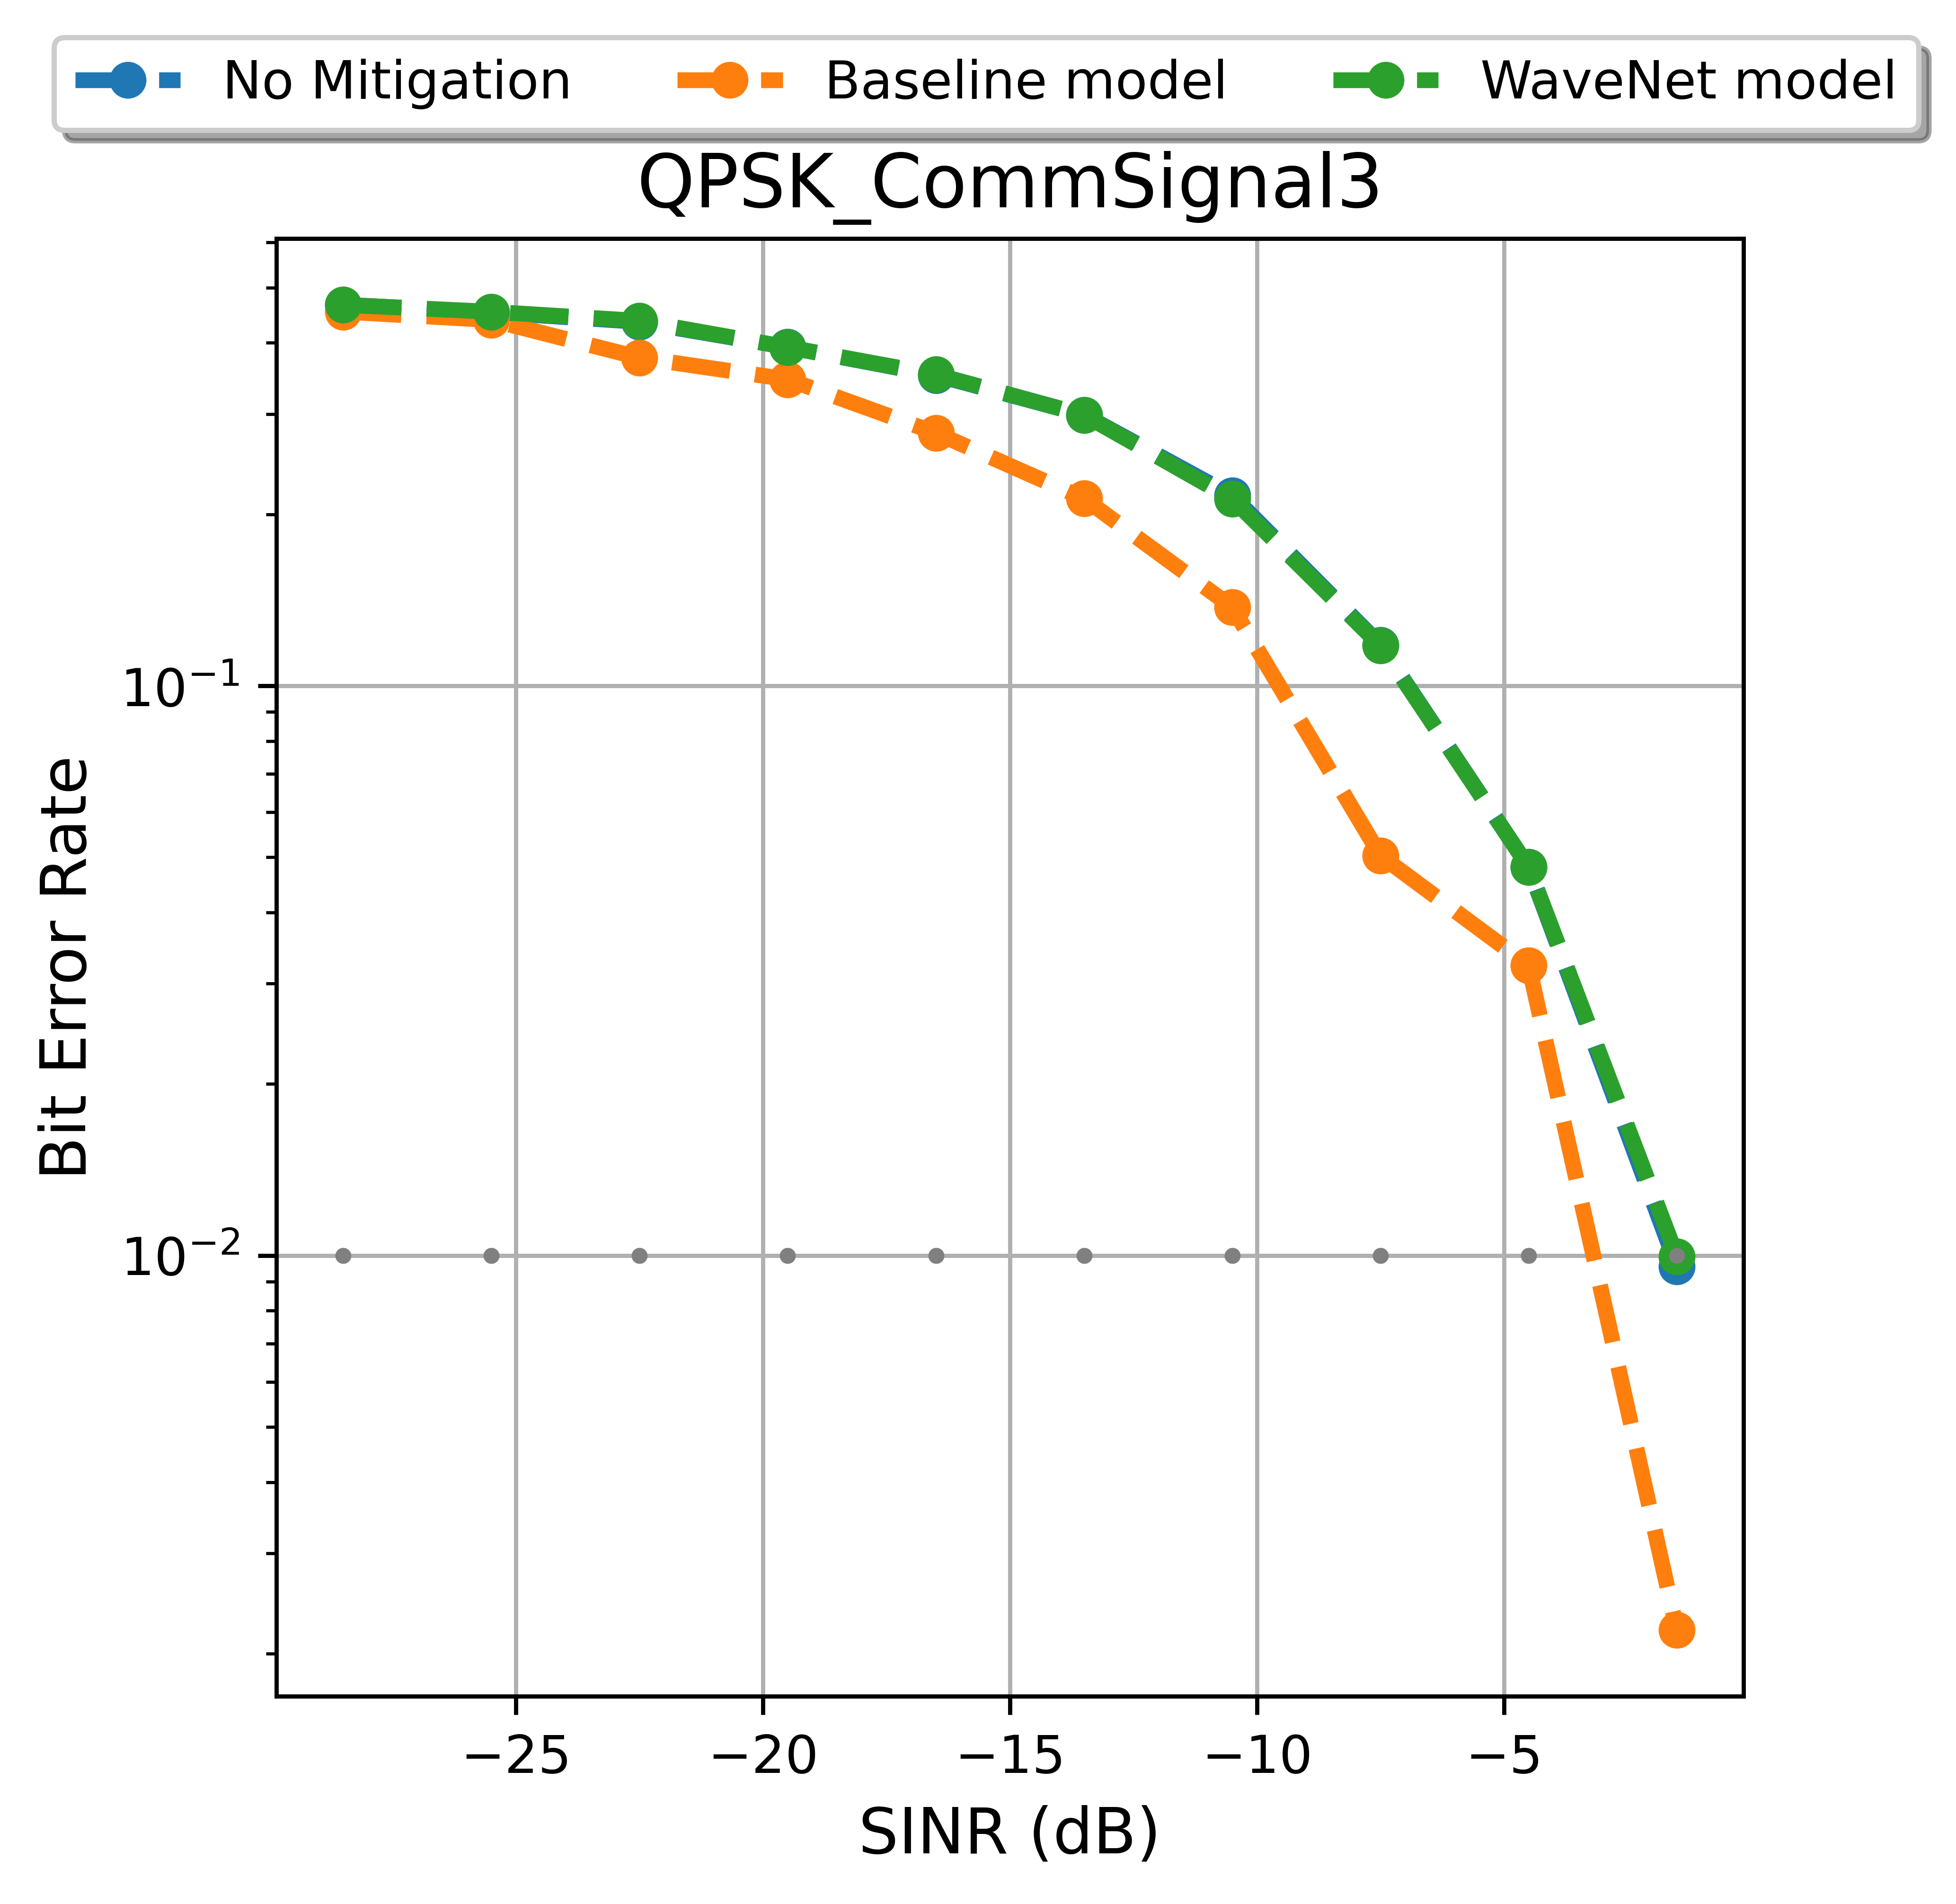 No Mitigation Baseline model WaveNet model
QPSK_CommSignal3
10⁻¹
10⁻²
Bit Error Rate
−25 −20 −15 −10 −5
SINR (dB)